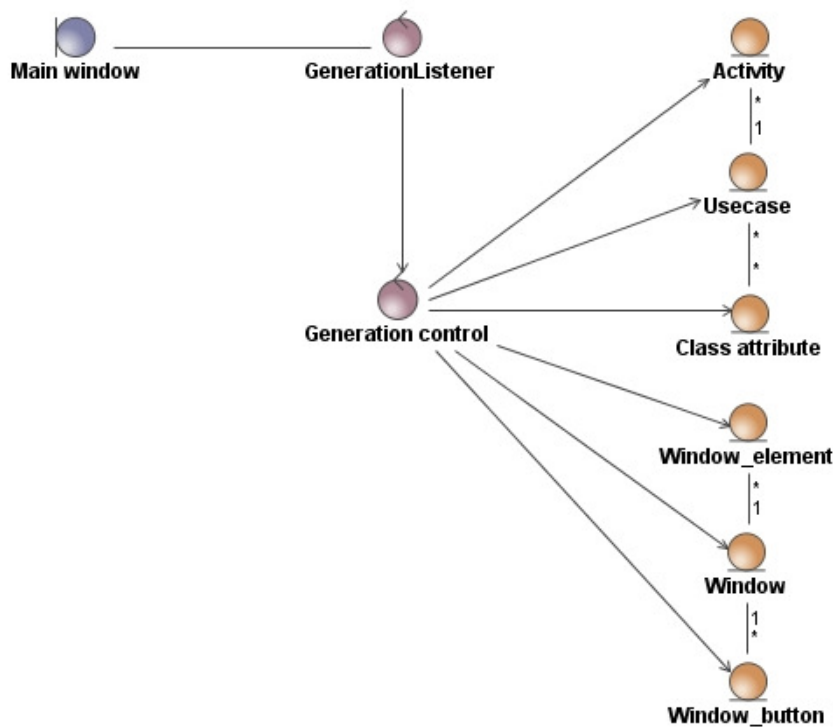 Main window
GenerationListener
Activity
*
1
Usecase
*
*
Generation control
Class attribute
Window_element
*
1
Window
1
*
Window_button